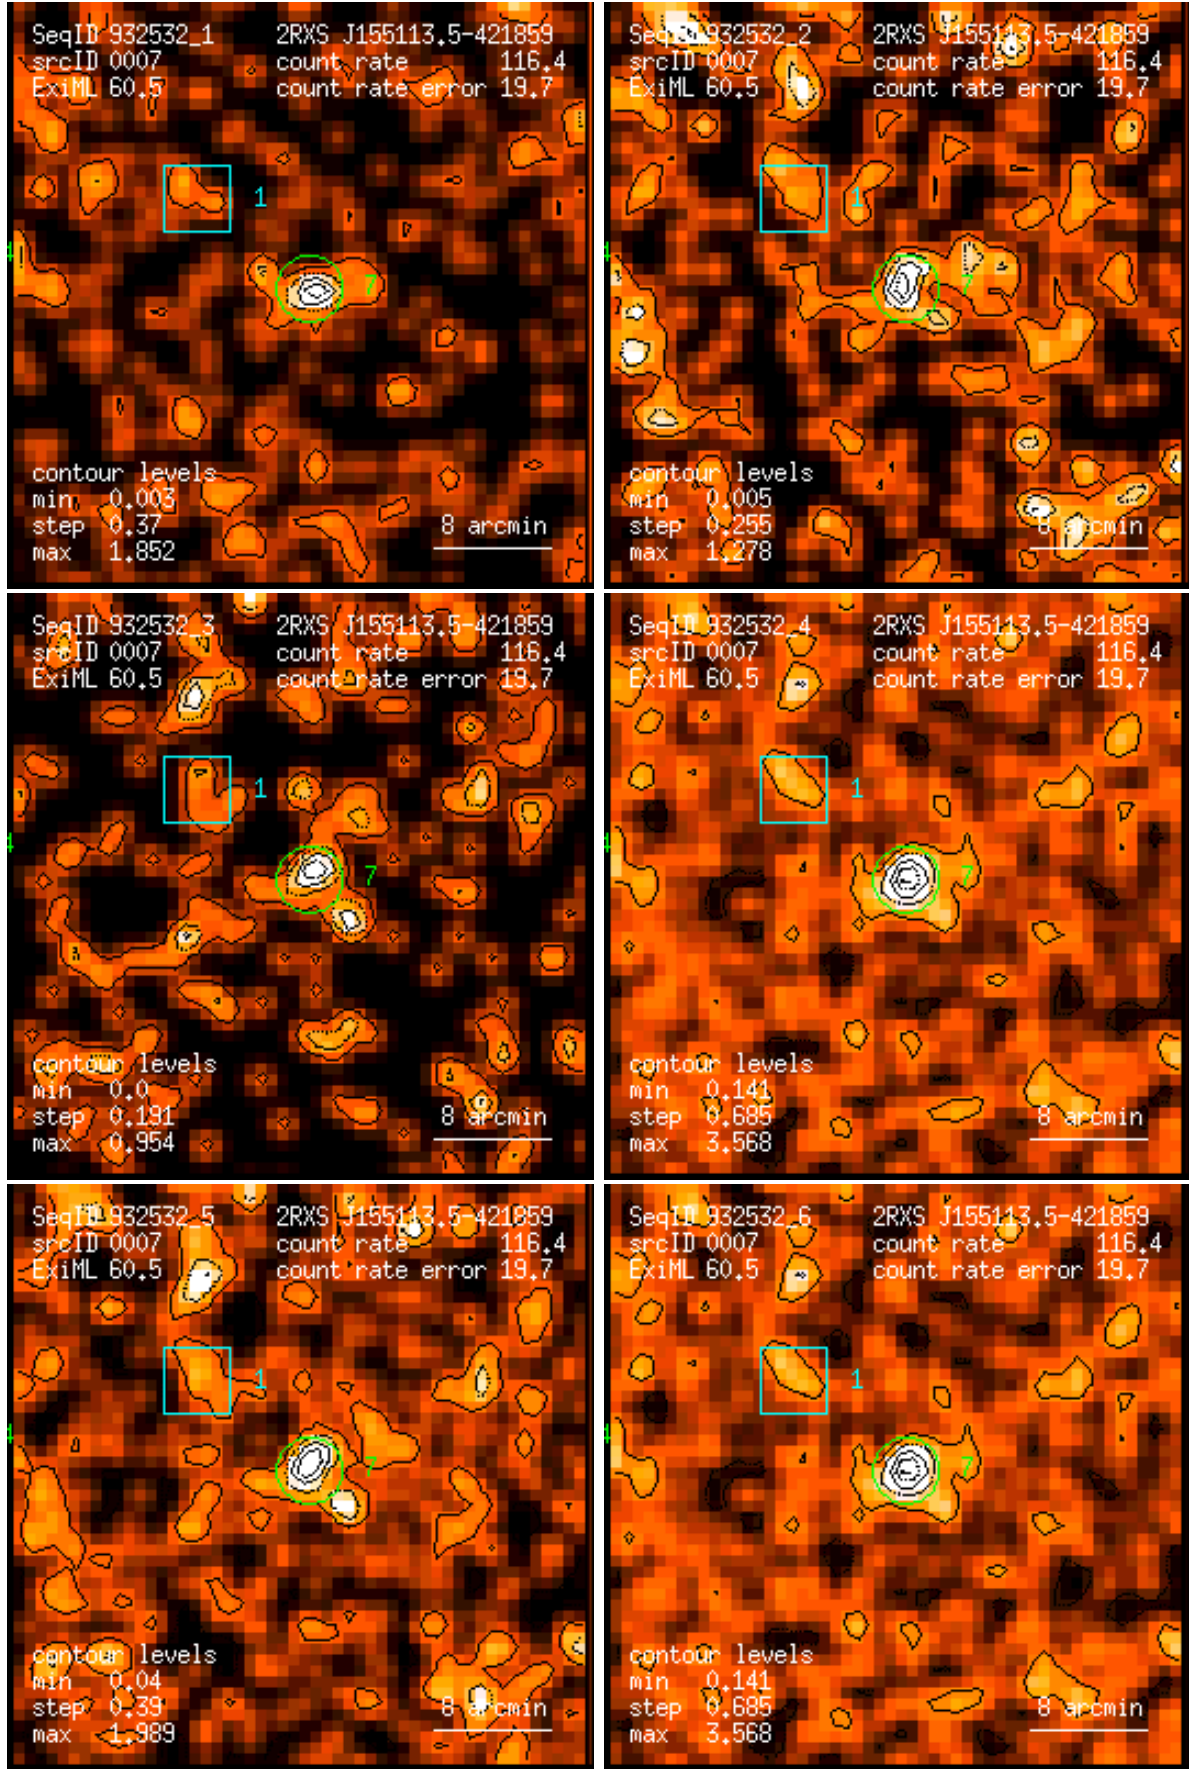 SeqID 932532_1 2RXS J155113.5-421859
srcID 0007 count rate 116.4
ExiML 60.5 count rate error 19.7
1
4
7
contour levels
min 0.003
step 0.37
max 1.852
8 arcmin
SeqID 932532_2 2RXS J155113.5-421859
srcID 0007 count rate 116.4
ExiML 60.5 count rate error 19.7
1
4
7
contour levels
min 0.005
step 0.255
max 1.278
8 arcmin
SeqID 932532_3 2RXS J155113.5-421859
srcID 0007 count rate 116.4
ExiML 60.5 count rate error 19.7
1
4
7
contour levels
min 0.0
step 0.191
max 0.954
8 arcmin
SeqID 932532_4 2RXS J155113.5-421859
srcID 0007 count rate 116.4
ExiML 60.5 count rate error 19.7
1
4
7
contour levels
min 0.141
step 0.685
max 3.568
8 arcmin
SeqID 932532_5 2RXS J155113.5-421859
srcID 0007 count rate 116.4
ExiML 60.5 count rate error 19.7
1
4
7
contour levels
min 0.04
step 0.39
max 1.989
8 arcmin
SeqID 932532_6 2RXS J155113.5-421859
srcID 0007 count rate 116.4
ExiML 60.5 count rate error 19.7
1
4
7
contour levels
min 0.141
step 0.685
max 3.568
8 arcmin